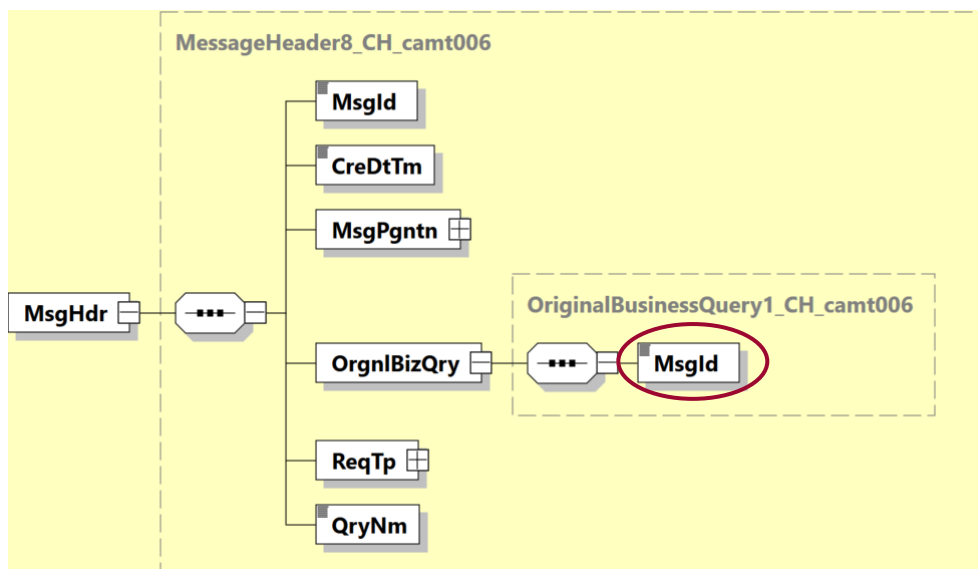 MessageHeader8_CH_camt006
MsgId
CreDtTm
MsgPgntn
MsgHdr
OriginalBusinessQuery1_CH_camt006
OrgnlBizQry
MsgId
ReqTp
QryNm